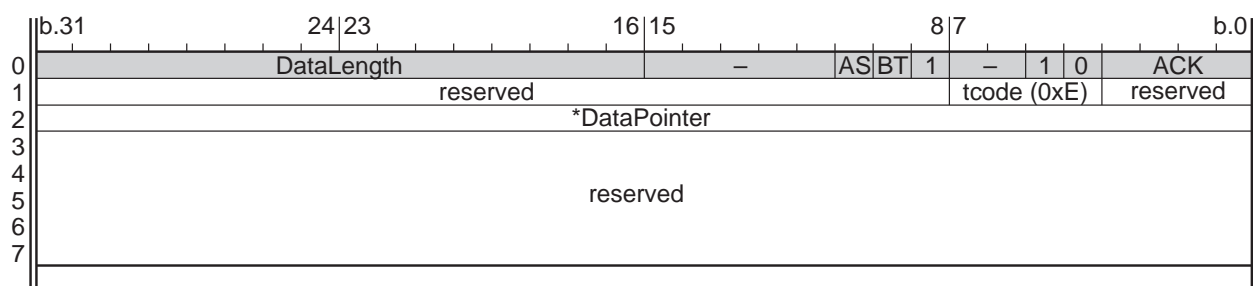 b.31 24 23 16 15 8 7 b.0
0 DataLength – AS BT 1 – 1 0 ACK
1 reserved tcode (0xE) reserved
2 *DataPointer
3
4
5 reserved
6
7